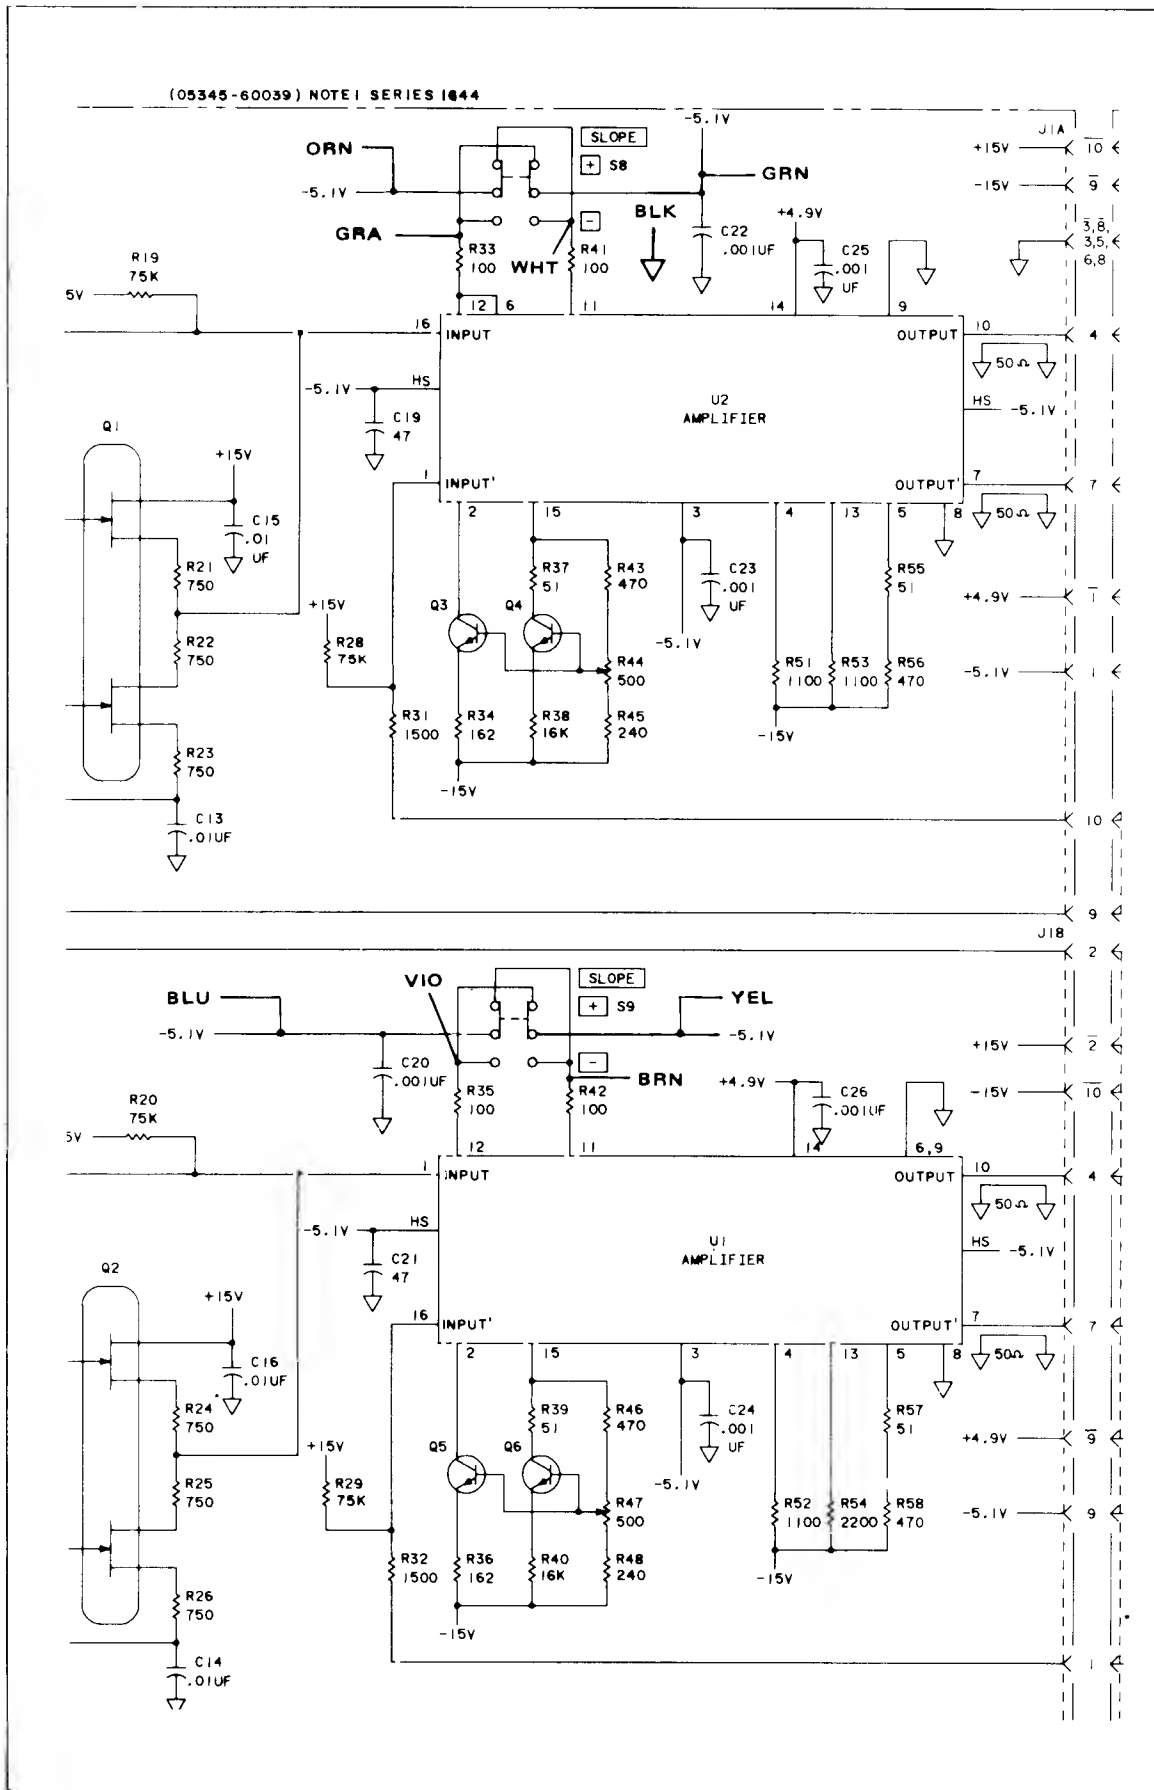 (05345-60039) NOTE 1 SERIES 1644
-5.1V
SLOPE
J1A
ORN
+ S8
+15V 10
-5.1V
GRN
-15V 9
BLK
-
+4.9V
3,8,
3,5,
6,8
GRA
C22
.001UF
C25
.001
UF
R33
100
WHT
R41
100
R19
75K
5V
12 6 11 14 9
16 INPUT
OUTPUT 10 4
50Ω
-5.1V HS
U2
AMPLIFIER
HS -5.1V
C19
47
Q1
+15V
1 INPUT'
OUTPUT' 7 7
2 15 3 4 13 5 8
50Ω
C15
.01
UF
R21
750
R37
51
R43
470
C23
.001
UF
R55
51
+15V
Q3 Q4
+4.9V 1
R22
750
R28
75K
-5.1V
R44
500
R51
1100
R53
1100
R56
470
-5.1V 1
R31
1500
R34
162
R38
16K
R45
240
-15V
R23
750
-15V
C13
.01UF
10
9
J1B
2
VIO
SLOPE
BLU
+ S9
YEL
-5.1V
-5.1V
+15V 2
C20
.001UF
-
BRN
+4.9V
C26
.001UF
-15V 10
R35
100
R42
100
R20
75K
5V
12 11 14 6,9
1 INPUT
OUTPUT 10 4
50Ω
-5.1V HS
U1
AMPLIFIER
HS -5.1V
C21
47
Q2
+15V
16 INPUT'
OUTPUT' 7 7
2 15 3 4 13 5 8
50Ω
C16
.01UF
R24
750
R39
51
R46
470
C24
.001
UF
R57
51
+15V
Q5 Q6
+4.9V 9
R25
750
R29
75K
-5.1V
R47
500
R52
1100
R54
2200
R58
470
-5.1V 9
R32
1500
R36
162
R40
16K
R48
240
-15V
R26
750
-15V
C14
.01UF
1